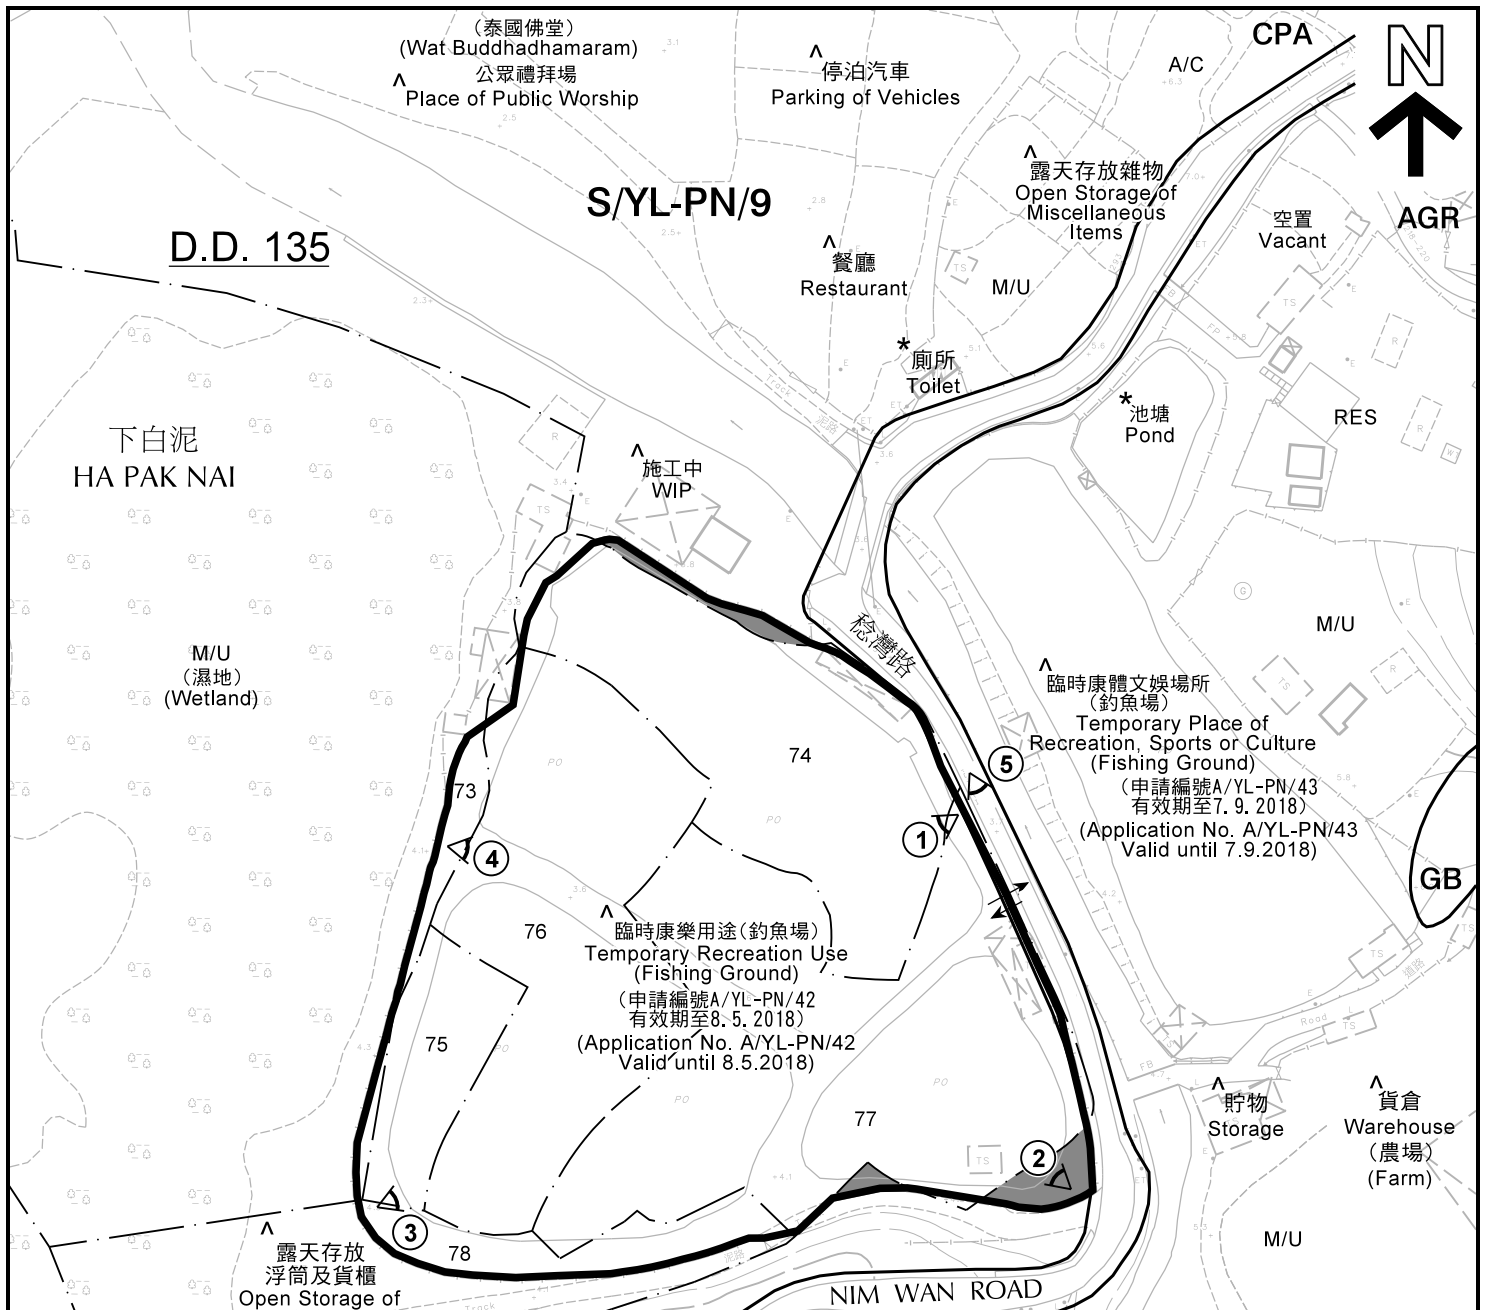 (泰國佛堂)
(Wat Buddhadhamaram)
公眾禮拜場
^ Place of Public Worship
^
停泊汽車
Parking of Vehicles
CPA
A/C
N
^
露天存放雜物
Open Storage of
Miscellaneous
Items
空置
Vacant
AGR
S/YL-PN/9
D.D. 135
^
餐廳
Restaurant
M/U
TS
* 廁所
Toilet
* 池塘
Pond
RES
下白泥
HA PAK NAI
^
施工中
WIP
稔灣路
M/U
(濕地)
(Wetland)
M/U
^
臨時康體文娛場所
(釣魚場)
Temporary Place of
Recreation, Sports or Culture
(Fishing Ground)
(申請編號A/YL-PN/43
有效期至7.9.2018)
(Application No. A/YL-PN/43
Valid until 7.9.2018)
GB
74
73
5
1
4
76
^
臨時康樂用途(釣魚場)
Temporary Recreation Use
(Fishing Ground)
(申請編號A/YL-PN/42
有效期至8.5.2018)
(Application No. A/YL-PN/42
Valid until 8.5.2018)
75
77
2
3
78
^
貯物
Storage
^
貨倉
Warehouse
(農場)
(Farm)
M/U
^
露天存放
浮筒及貨櫃
Open Storage of
NIM WAN ROAD
Track
泥路
Road
道路